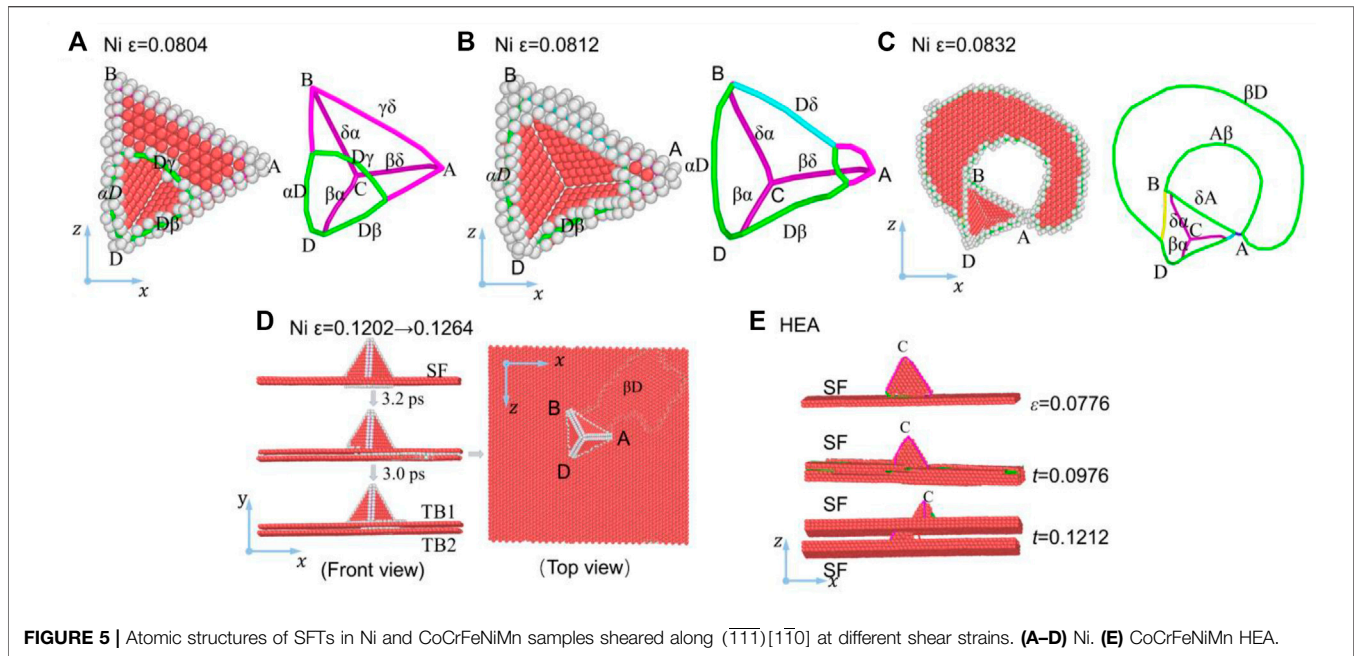 A Ni ε=0.0804
B
γδ
δα
Dγ
Dγ
βδ
A
A
αD
αD
βα
C
Dβ
Dβ
D
D
B
z
x
B Ni ε=0.0812
B
B
Dδ
δα
A
αD
αD
βδ
A
βα
C
Dβ
D
D
z
x
C Ni ε=0.0832
βD
Aβ
B
B
δA
δα
C
βα
A
A
D
D
z
x
D Ni ε=0.1202→0.1264
SF
3.2 ps
3.0 ps
TB1
TB2
y
x
(Front view)
x
z
βD
B
A
D
(Top view)
E HEA
C
SF
ε=0.0776
C
SF
t=0.0976
C
SF
t=0.1212
SF
z
x
FIGURE 5 | Atomic structures of SFTs in Ni and CoCrFeNiMn samples sheared along (1̅1̅1̅)[11̅0] at different shear strains. (A–D) Ni. (E) CoCrFeNiMn HEA.